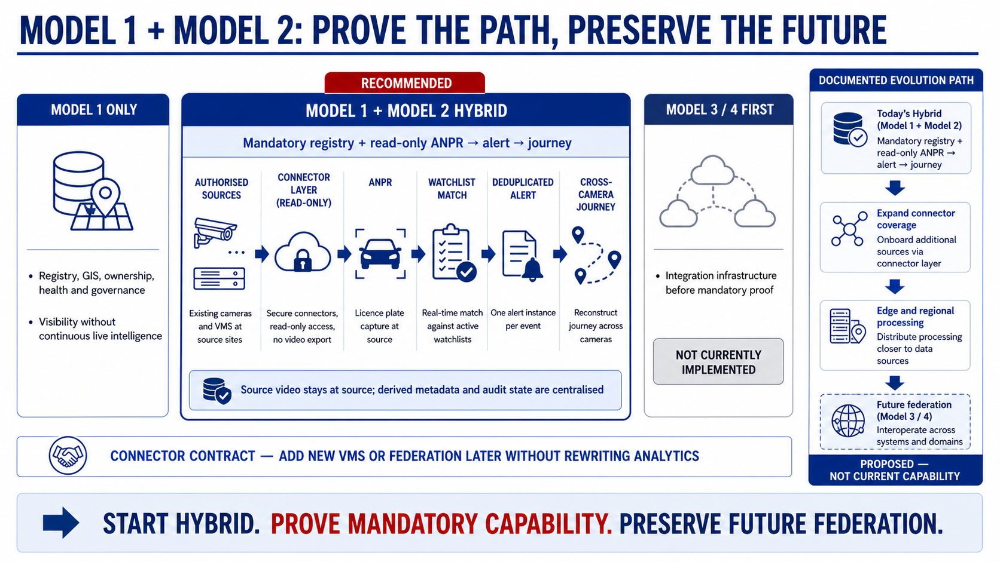 MODEL 1 + MODEL 2: PROVE THE PATH, PRESERVE THE FUTURE
MODEL 1 ONLY
• Registry, GIS, ownership,
health and governance
• Visibility without
continuous live intelligence
RECOMMENDED
MODEL 1 + MODEL 2 HYBRID
Mandatory registry + read-only ANPR → alert → journey
AUTHORISED
SOURCES
Existing cameras
and VMS at
source sites
CONNECTOR
LAYER
(READ-ONLY)
Secure connectors,
read-only access,
no video export
ANPR
Licence plate
capture at
source
WATCHLIST
MATCH
Real-time match
against active
watchlists
DEDUPLICATED
ALERT
One alert instance
per event
CROSS-
CAMERA
JOURNEY
Reconstruct
journey across
cameras
Source video stays at source; derived metadata and audit state are centralised
MODEL 3 / 4 FIRST
• Integration infrastructure
before mandatory proof
NOT CURRENTLY
IMPLEMENTED
DOCUMENTED EVOLUTION PATH
Today's Hybrid
(Model 1 + Model 2)
Mandatory registry +
read-only ANPR →
alert → journey
Expand connector
coverage
Onboard additional
sources via
connector layer
Edge and regional
processing
Distribute processing
closer to data
sources
Future federation
(Model 3 / 4)
Interoperate across
systems and domains
PROPOSED —
NOT CURRENT CAPABILITY
CONNECTOR CONTRACT — ADD NEW VMS OR FEDERATION LATER WITHOUT REWRITING ANALYTICS
START HYBRID. PROVE MANDATORY CAPABILITY. PRESERVE FUTURE FEDERATION.